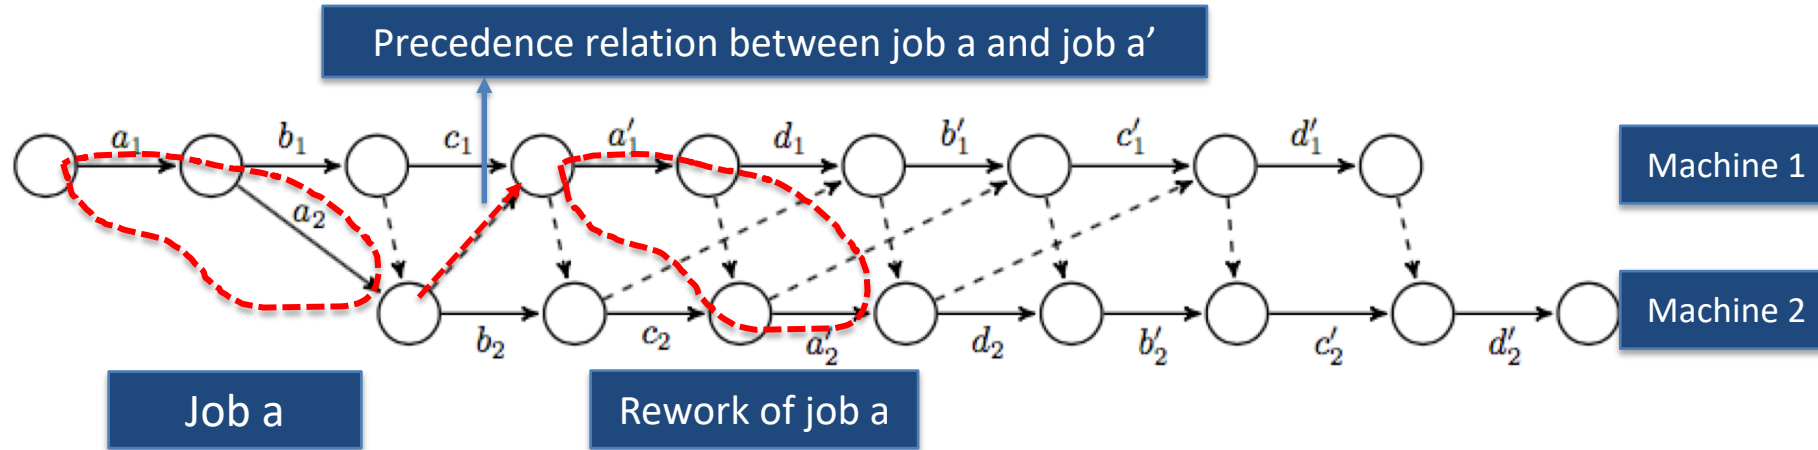 Precedence relation between job a and job a’
a₁ b₁ c₁ a′₁ d₁ b′₁ c′₁ d′₁
Machine 1
a₂
b₂ c₂ a′₂ d₂ b′₂ c′₂ d′₂
Machine 2
Job a
Rework of job a